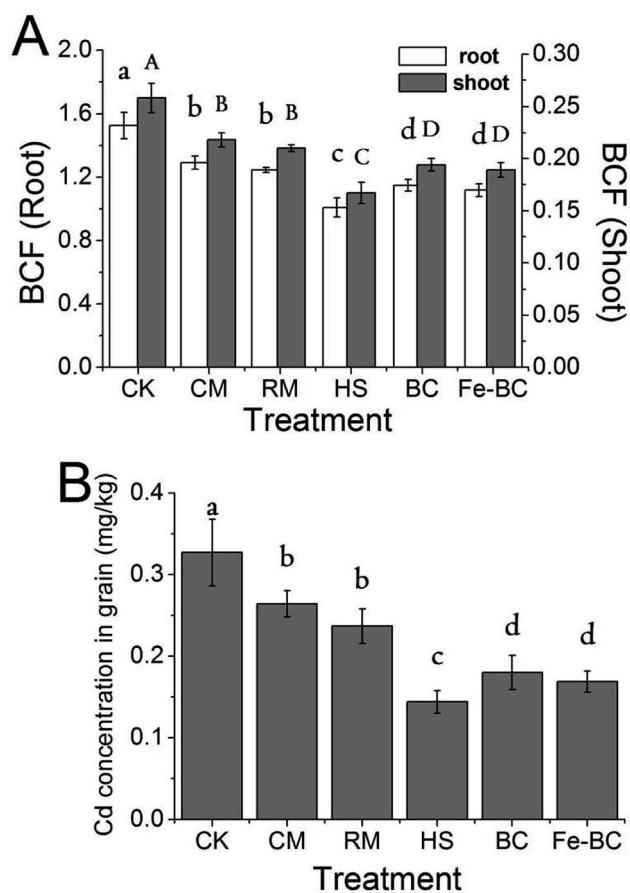 A
2.0
1.6
1.2
0.8
0.4
0.0
BCF (Root)
a A
b B
b B
c C
d D
d D
root
shoot
0.30
0.25
0.20
0.15
0.10
0.05
0.00
BCF (Shoot)
CK CM RM HS BC Fe-BC
Treatment
B
0.4
0.3
0.2
0.1
0.0
Cd concentration in grain (mg/kg)
a
b
b
c
d
d
CK CM RM HS BC Fe-BC
Treatment